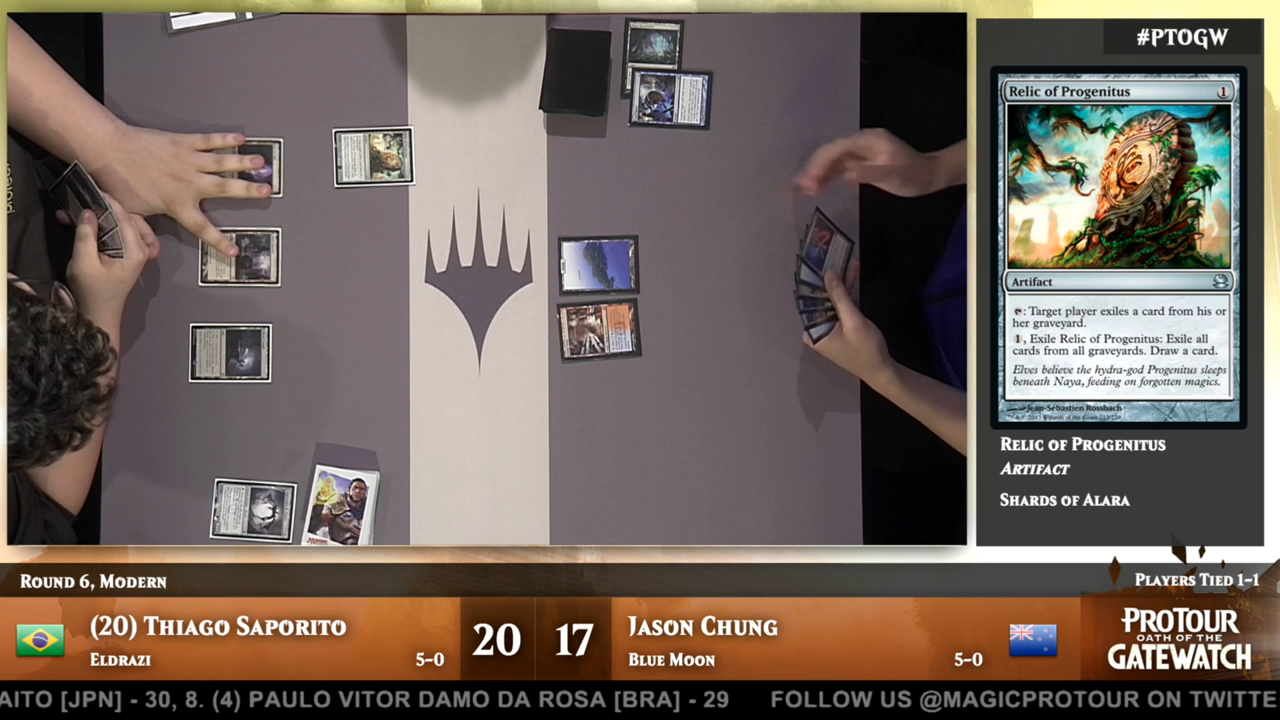 #PTOGW
Relic of Progenitus 1
Artifact
: Target player exiles a card from his or
her graveyard.
1, Exile Relic of Progenitus: Exile all
cards from all graveyards. Draw a card.
Elves believe the hydra-god Progenitus sleeps
beneath Naya, feeding on forgotten magics.
Jean-Sébastien Rossbach
RELIC OF PROGENITUS
ARTIFACT
SHARDS OF ALARA
ROUND 6, MODERN
PLAYERS TIED 1-1
(20) THIAGO SAPORITO
ELDRAZI 5-0
20 17
JASON CHUNG
BLUE MOON 5-0
PROTOUR
OATH OF THE
GATEWATCH
AITO [JPN] - 30, 8. (4) PAULO VITOR DAMO DA ROSA [BRA] - 29 FOLLOW US @MAGICPROTOUR ON TWITTE